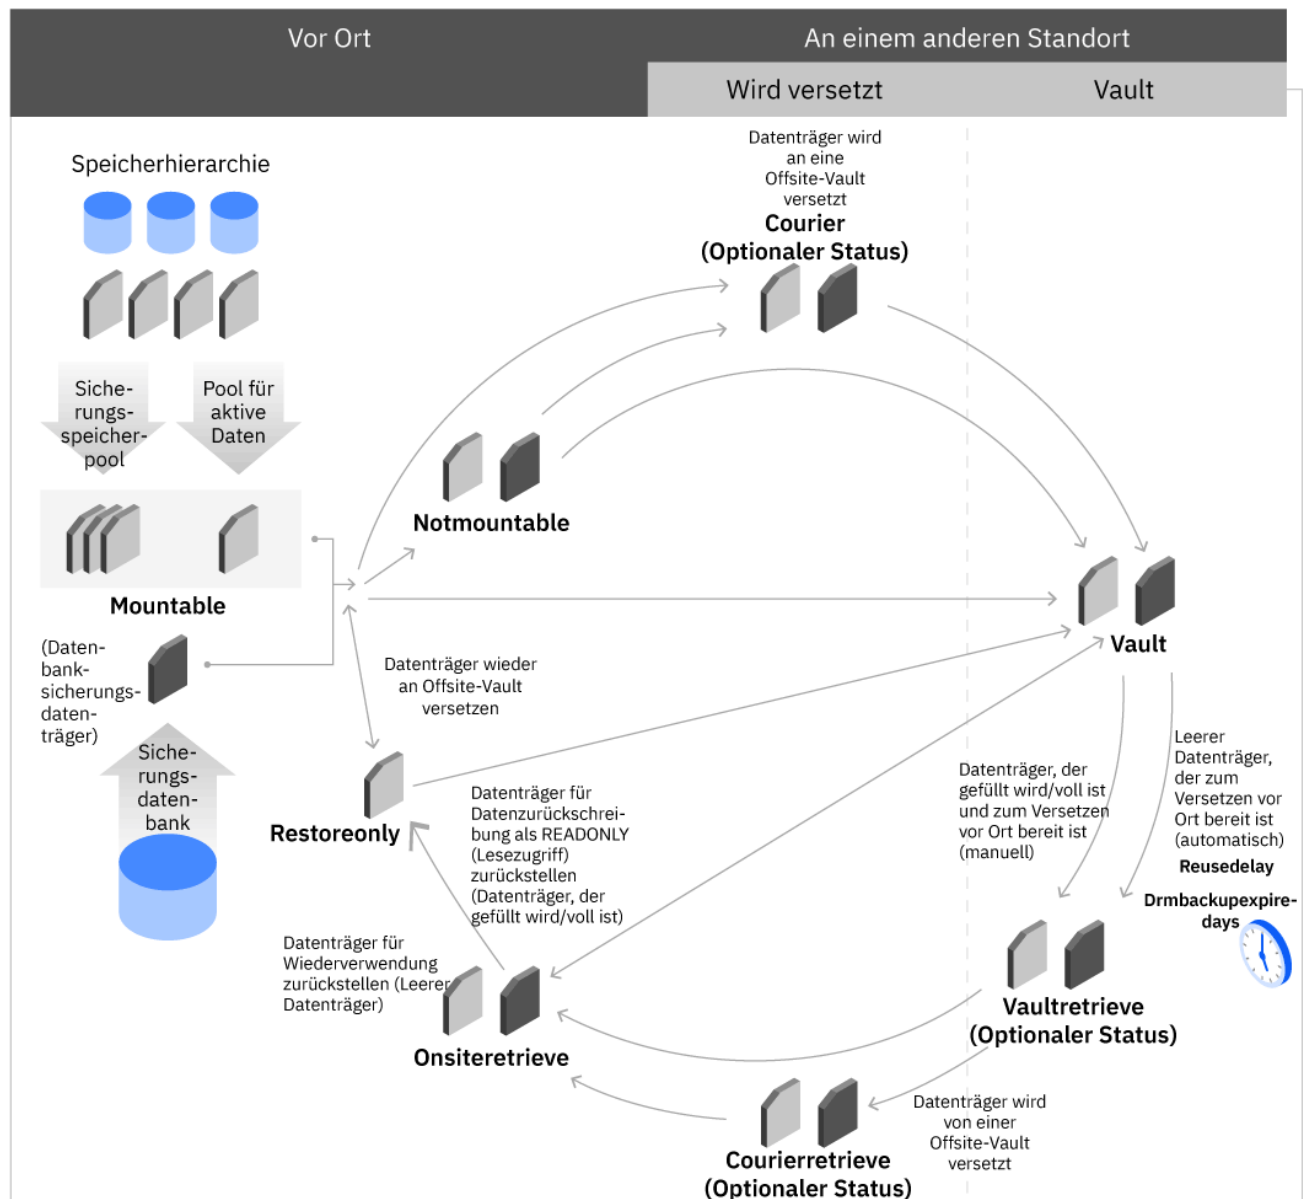 Vor Ort
An einem anderen Standort
Wird versetzt
Vault
Speicherhierarchie
Datenträger wird
an eine
Offsite-Vault
versetzt
Courier
(Optionaler Status)
Siche-
rungs-
speicher-
pool
Pool für
aktive
Daten
Notmountable
Mountable
(Daten-
bank-
sicherungs-
daten-
träger)
Datenträger wieder
an Offsite-Vault
versetzen
Vault
Siche-
rungs-
daten-
bank
Restoreonly
Datenträger für
Datenzurückschrei-
bung als READONLY
(Lesezugriff)
zurückstellen
(Datenträger, der
gefüllt wird/voll ist)
Datenträger, der
gefüllt wird/voll ist
und zum Versetzen
vor Ort bereit ist
(manuell)
Leerer
Datenträger,
der zum
Versetzen vor
Ort bereit ist
(automatisch)
Reusedelay
Drmbackupexpire-
days
Datenträger für
Wiederverwendung
zurückstellen (Leerer
Datenträger)
Onsiteretrieve
Vaultretrieve
(Optionaler Status)
Datenträger wird
von einer
Offsite-Vault
versetzt
Courierretrieve
(Optionaler Status)